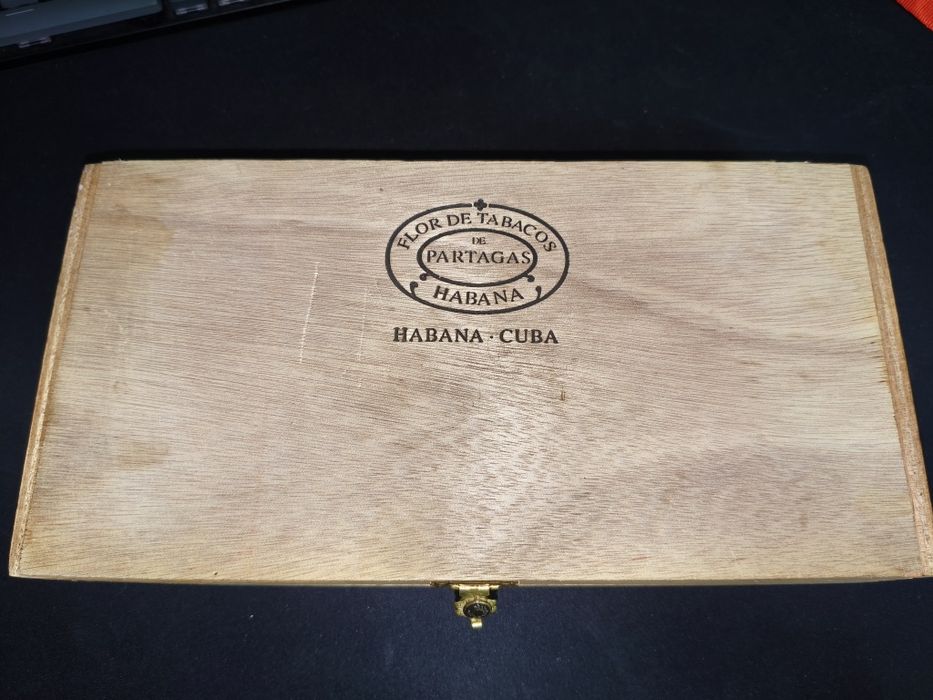 FLOR DE TABACOS
DE
PARTAGAS
HABANA
HABANA · CUBA